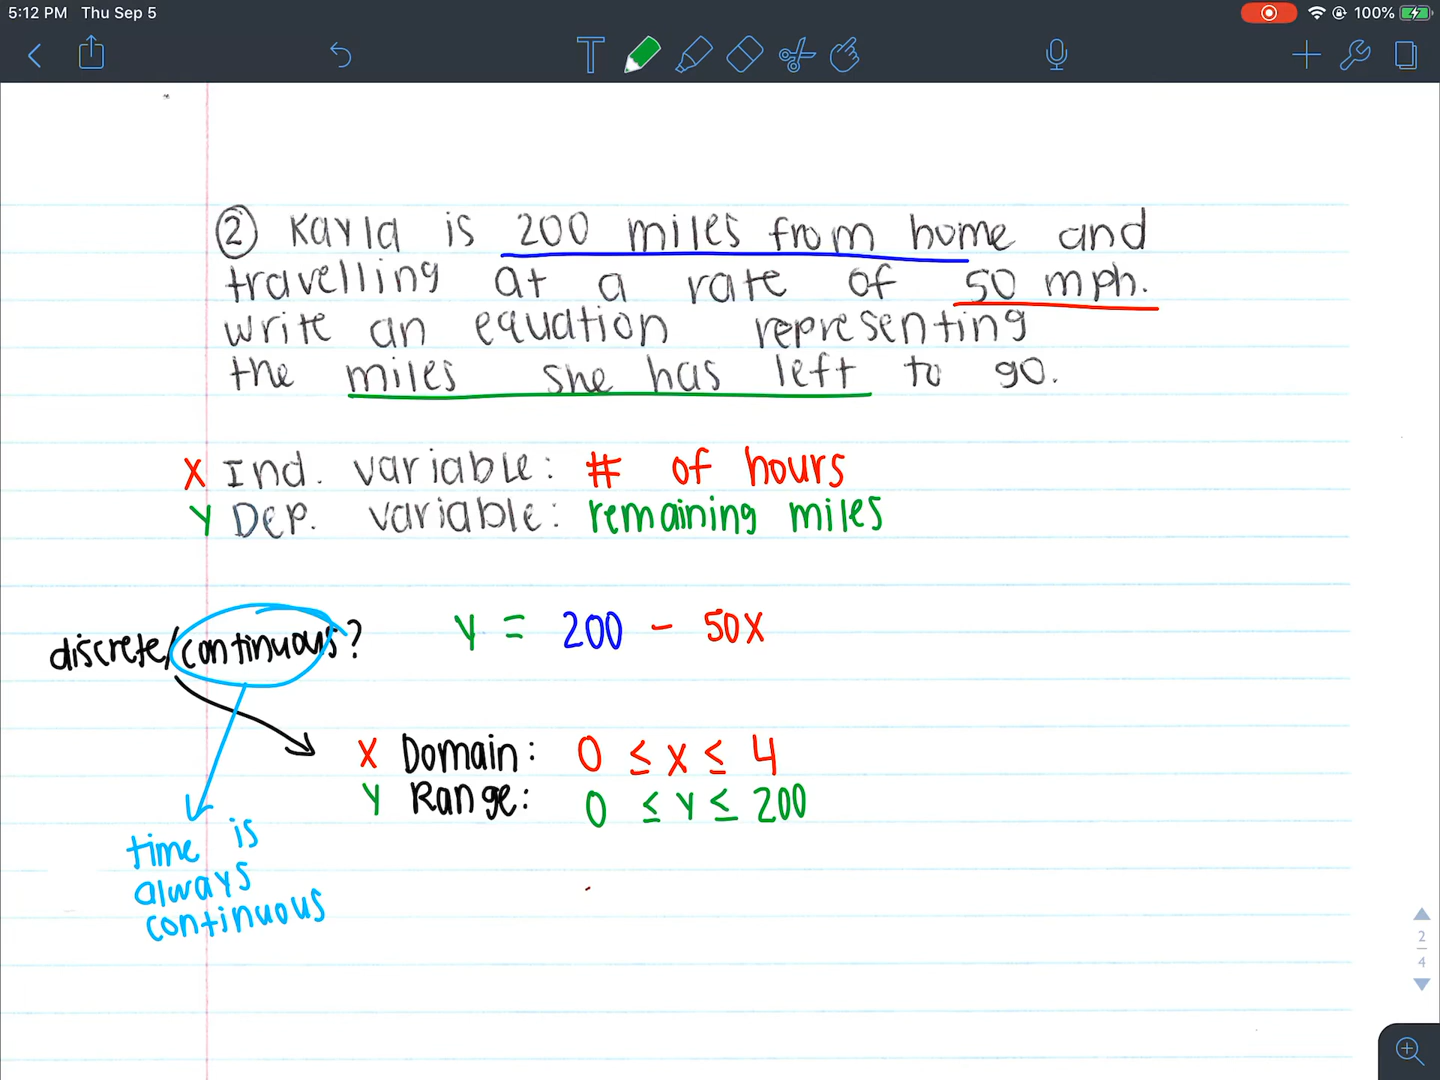 5:12 PM Thu Sep 5
100%
② Kayla is 200 miles from home and
travelling at a rate of 50 mph.
write an equation representing
the miles she has left to go.
X Ind. variable: # of hours
Y Dep. variable: remaining miles
discrete/continuous?
Y = 200 - 50X
X Domain: 0 ≤ X ≤ 4
Y Range: 0 ≤ Y ≤ 200
time is
always
continuous
2
4